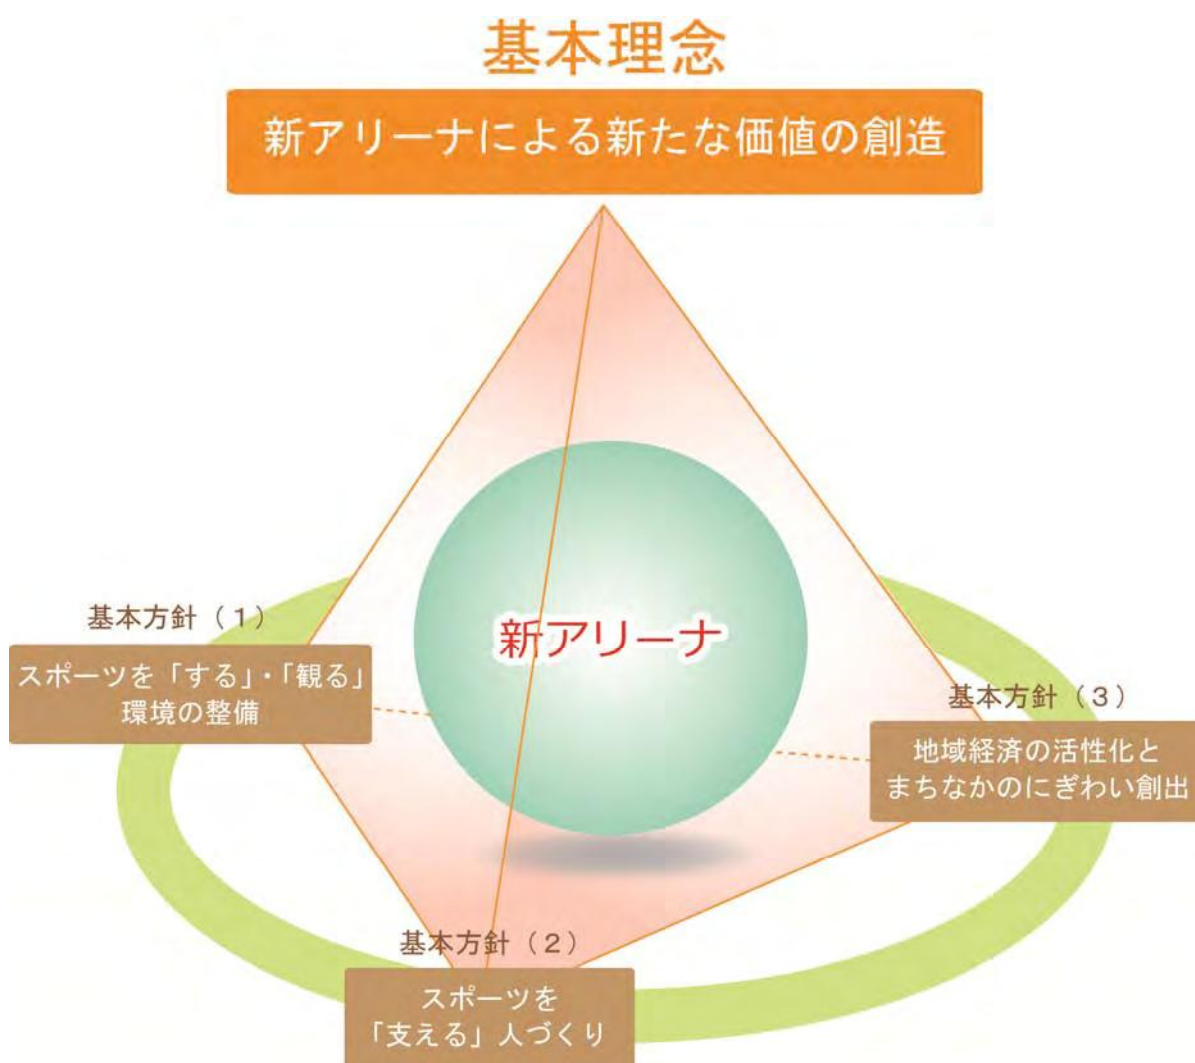 基本理念
新アリーナによる新たな価値の創造
新アリーナ
基本方針（１）
スポーツを「する」・「観る」
環境の整備
基本方針（３）
地域経済の活性化と
まちなかのにぎわい創出
基本方針（２）
スポーツを
「支える」人づくり